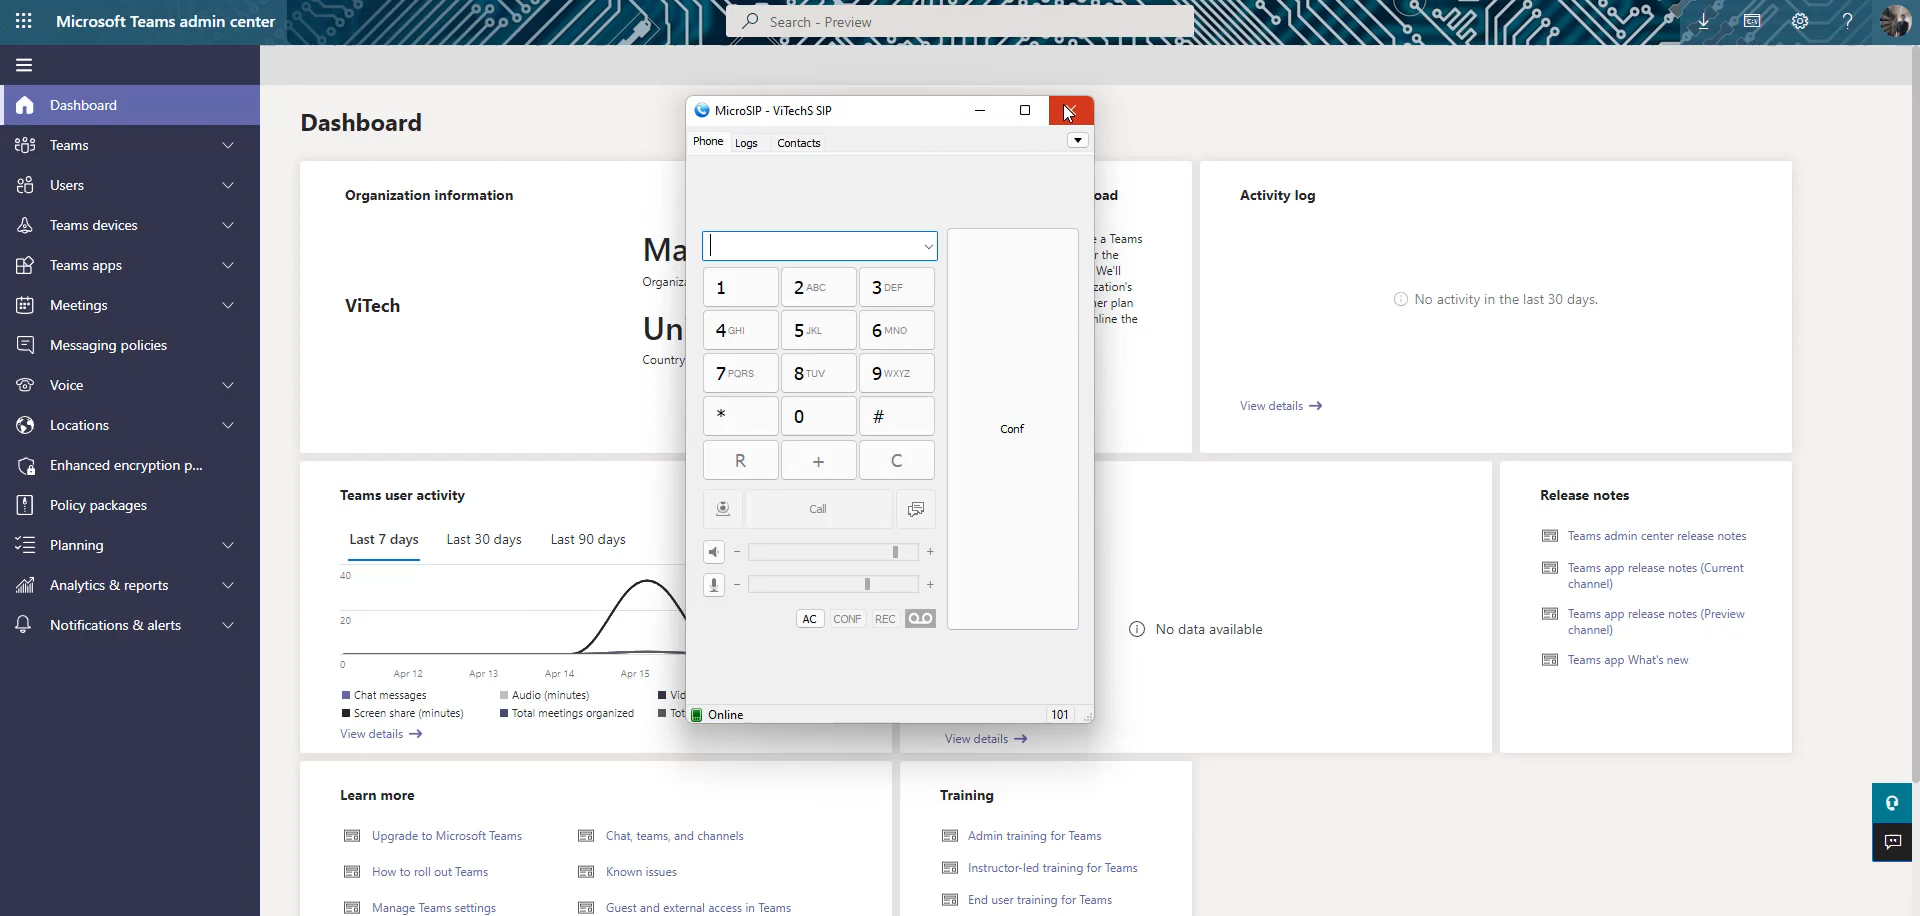 Microsoft Teams admin center
Search - Preview
Dashboard
Teams
Users
Teams devices
Teams apps
Meetings
Messaging policies
Voice
Locations
Enhanced encryption p...
Policy packages
Planning
Analytics & reports
Notifications & alerts
Dashboard
Organization information
ViTech
Ma
Organiz
Un
Country
MicroSIP - ViTechS SIP
Phone Logs Contacts
1 2 ABC 3 DEF
4 GHI 5 JKL 6 MNO
7 PQRS 8 TUV 9 WXYZ
* 0 #
R + C
Conf
Call
- +
- +
AC CONF REC
Online 101
oad
e a Teams
r the
We'll
zation's
ner plan
nline the
Activity log
No activity in the last 30 days.
View details
Teams user activity
Last 7 days Last 30 days Last 90 days
40
20
0
Apr 12 Apr 13 Apr 14 Apr 15
Chat messages Audio (minutes) Vid
Screen share (minutes) Total meetings organized Tot
View details
No data available
View details
Release notes
Teams admin center release notes
Teams app release notes (Current
channel)
Teams app release notes (Preview
channel)
Teams app What's new
Learn more
Upgrade to Microsoft Teams
How to roll out Teams
Manage Teams settings
Chat, teams, and channels
Known issues
Guest and external access in Teams
Training
Admin training for Teams
Instructor-led training for Teams
End user training for Teams